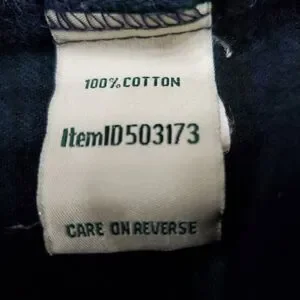 100% COTTON
ItemID503173
CARE ON REVERSE